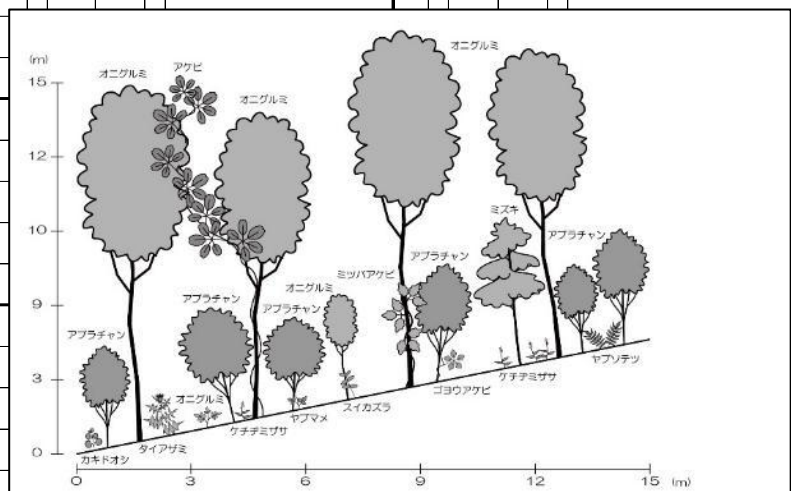 (m)
15
12
10
9
3
0
オニグルミ
アケビ
オニグルミ
オニグルミ
ミズキ
アブラチャン
ミツバアケビ
アブラチャン
オニグルミ
アブラチャン
アブラチャン
アブラチャン
オニグルミ
カキドオシ
タイアザミ
ケチヂミザサ
ヤブマメ
スイカズラ
ゴヨウアケビ
ケチヂミザサ
ヤブソテツ
0 3 6 9 12 15 (m)